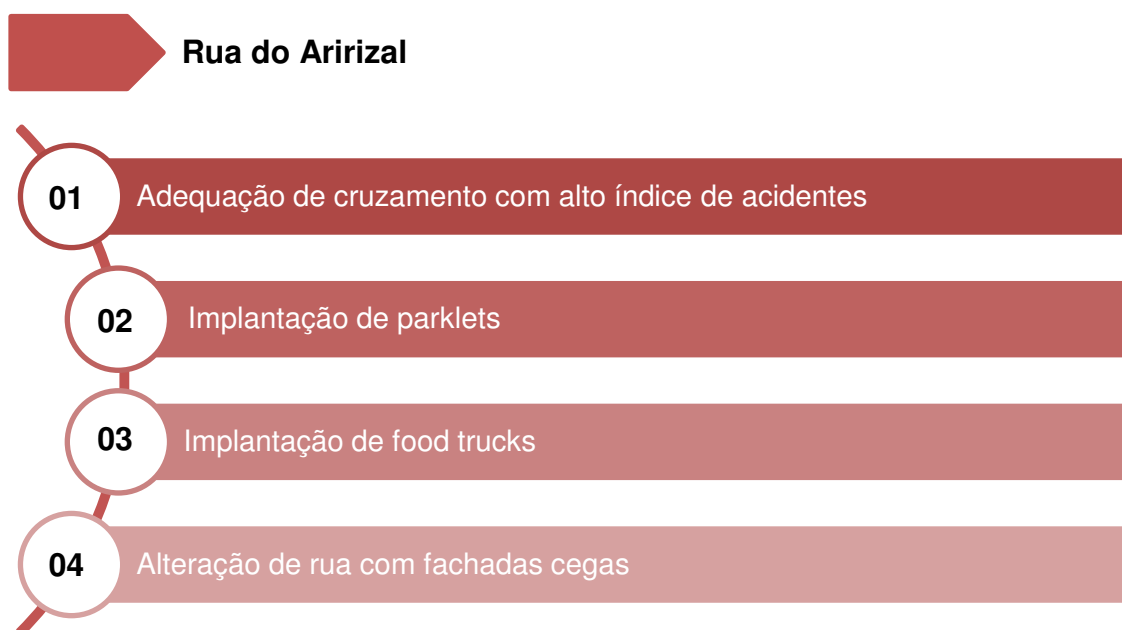 Rua do Aririzal
01
Adequação de cruzamento com alto índice de acidentes
02
Implantação de parklets
03
Implantação de food trucks
04
Alteração de rua com fachadas cegas